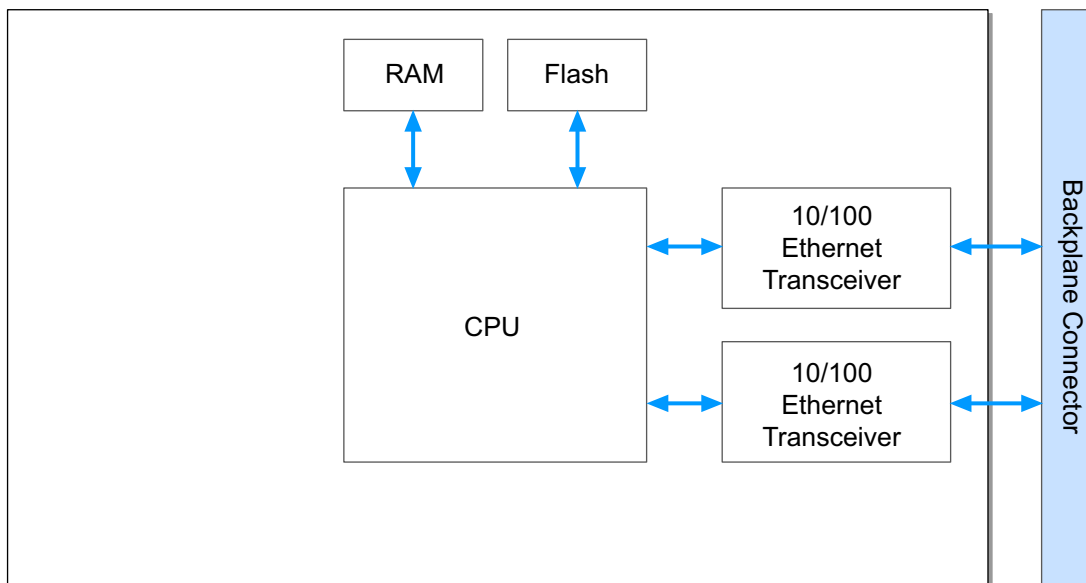 RAM
Flash
CPU
10/100
Ethernet
Transceiver
10/100
Ethernet
Transceiver
Backplane Connector